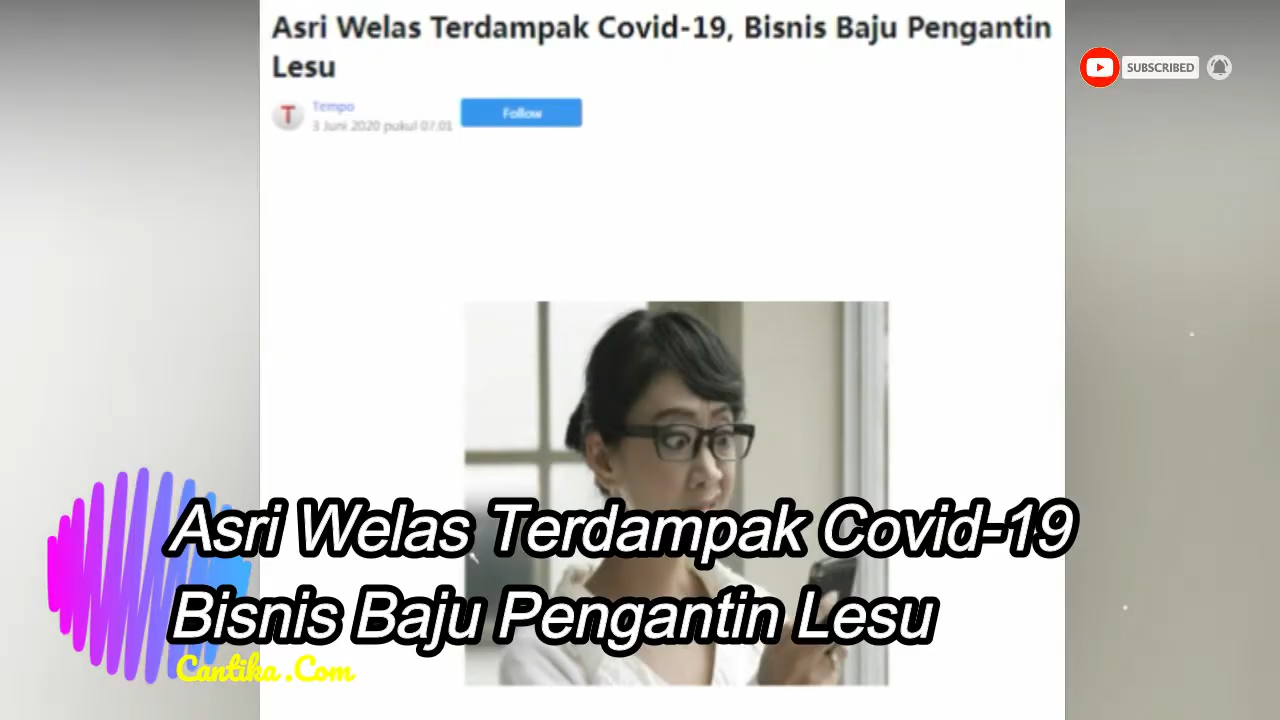 Asri Welas Terdampak Covid-19, Bisnis Baju Pengantin
Lesu
T
Tempo
3 Juni 2020 pukul 07.01
Follow
SUBSCRIBED
Asri Welas Terdampak Covid-19
Bisnis Baju Pengantin Lesu
Cantika .Com